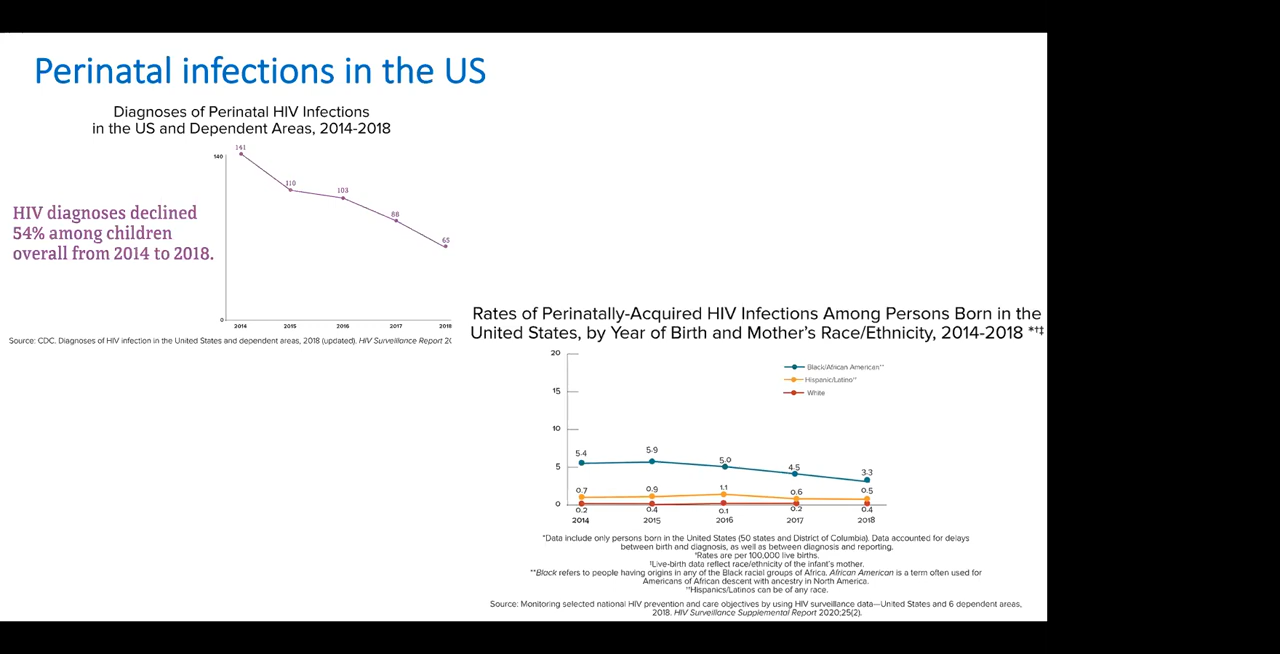 Perinatal infections in the US
Diagnoses of Perinatal HIV Infections
in the US and Dependent Areas, 2014-2018
HIV diagnoses declined
54% among children
overall from 2014 to 2018.
140
0
141
110
103
88
65
2014 2015 2016 2017 2018
Source: CDC. Diagnoses of HIV infection in the United States and dependent areas, 2018 (updated). HIV Surveillance Report 20
Rates of Perinatally-Acquired HIV Infections Among Persons Born in the
United States, by Year of Birth and Mother's Race/Ethnicity, 2014-2018 *†‡
20
15
10
5
0
Black/African American**
Hispanic/Latino††
White
5.4 5.9 5.0 4.5 3.3
0.7 0.9 1.1 0.6 0.5
0.2 0.4 0.1 0.2 0.4
2014 2015 2016 2017 2018
*Data include only persons born in the United States (50 states and District of Columbia). Data accounted for delays
between birth and diagnosis, as well as between diagnosis and reporting.
†Rates are per 100,000 live births.
‡Live-birth data reflect race/ethnicity of the infant's mother.
**Black refers to people having origins in any of the Black racial groups of Africa. African American is a term often used for
Americans of African descent with ancestry in North America.
††Hispanics/Latinos can be of any race.
Source: Monitoring selected national HIV prevention and care objectives by using HIV surveillance data—United States and 6 dependent areas,
2018. HIV Surveillance Supplemental Report 2020;25(2).